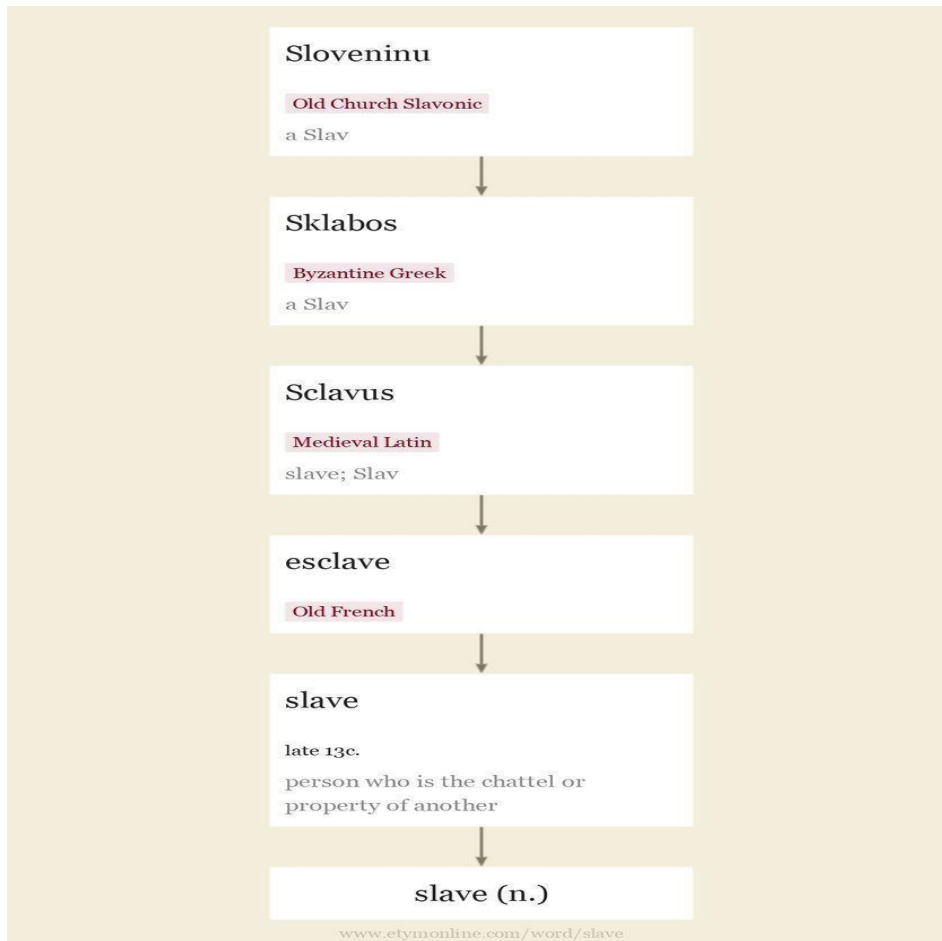 Sloveninu
Old Church Slavonic
a Slav
Sklabos
Byzantine Greek
a Slav
Sclavus
Medieval Latin
slave; Slav
esclave
Old French
slave
late 13c.
person who is the chattel or
property of another
slave (n.)
www.etymonline.com/word/slave